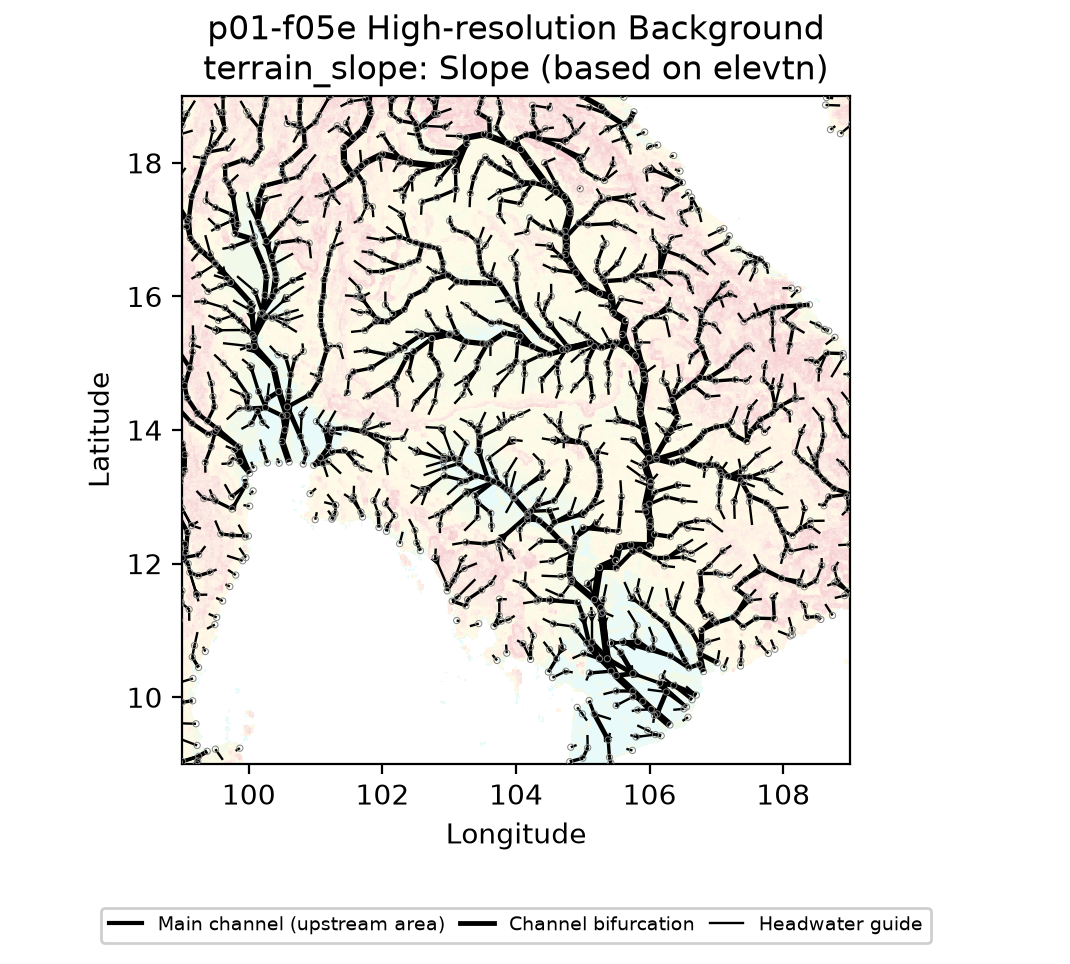 p01-f05e High-resolution Background
terrain_slope: Slope (based on elevtn)
Latitude
18
16
14
12
10
100 102 104 106 108
Longitude
Main channel (upstream area) Channel bifurcation Headwater guide